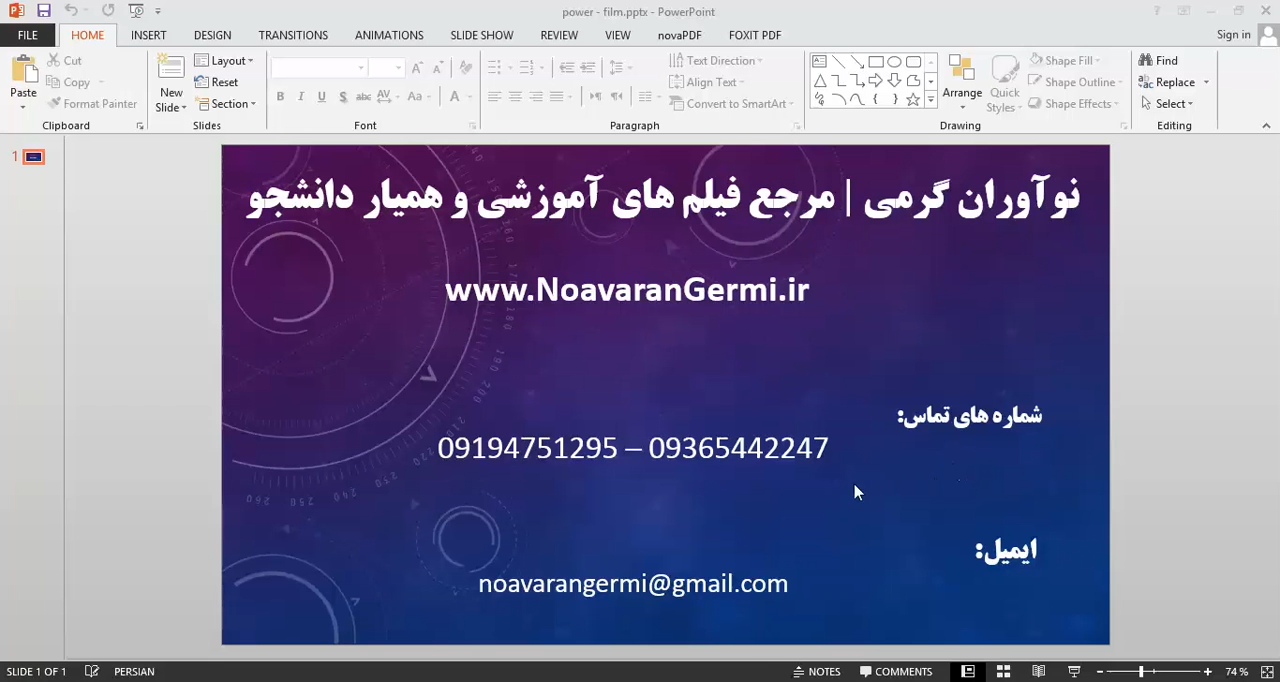 power - film.pptx - PowerPoint
FILE HOME INSERT DESIGN TRANSITIONS ANIMATIONS SLIDE SHOW REVIEW VIEW novaPDF FOXIT PDF Sign in
Paste
Cut
Copy
Format Painter
Clipboard
New Slide
Layout
Reset
Section
Slides
B I U S abc AV Aa A
Font
Text Direction
Align Text
Convert to SmartArt
Paragraph
Arrange
Quick Styles
Shape Fill
Shape Outline
Shape Effects
Drawing
Find
Replace
Select
Editing
1
نوآوران گرمی | مرجع فیلم های آموزشی و همیار دانشجو
www.NoavaranGermi.ir
شماره های تماس:
09194751295 – 09365442247
ایمیل:
noavarangermi@gmail.com
SLIDE 1 OF 1 PERSIAN NOTES COMMENTS 74 %